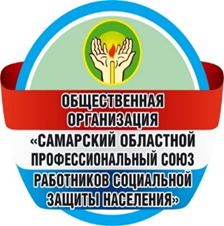 ОБЩЕСТВЕННАЯ
ОРГАНИЗАЦИЯ
«САМАРСКИЙ ОБЛАСТНОЙ
ПРОФЕССИОНАЛЬНЫЙ СОЮЗ
РАБОТНИКОВ СОЦИАЛЬНОЙ
ЗАЩИТЫ НАСЕЛЕНИЯ»